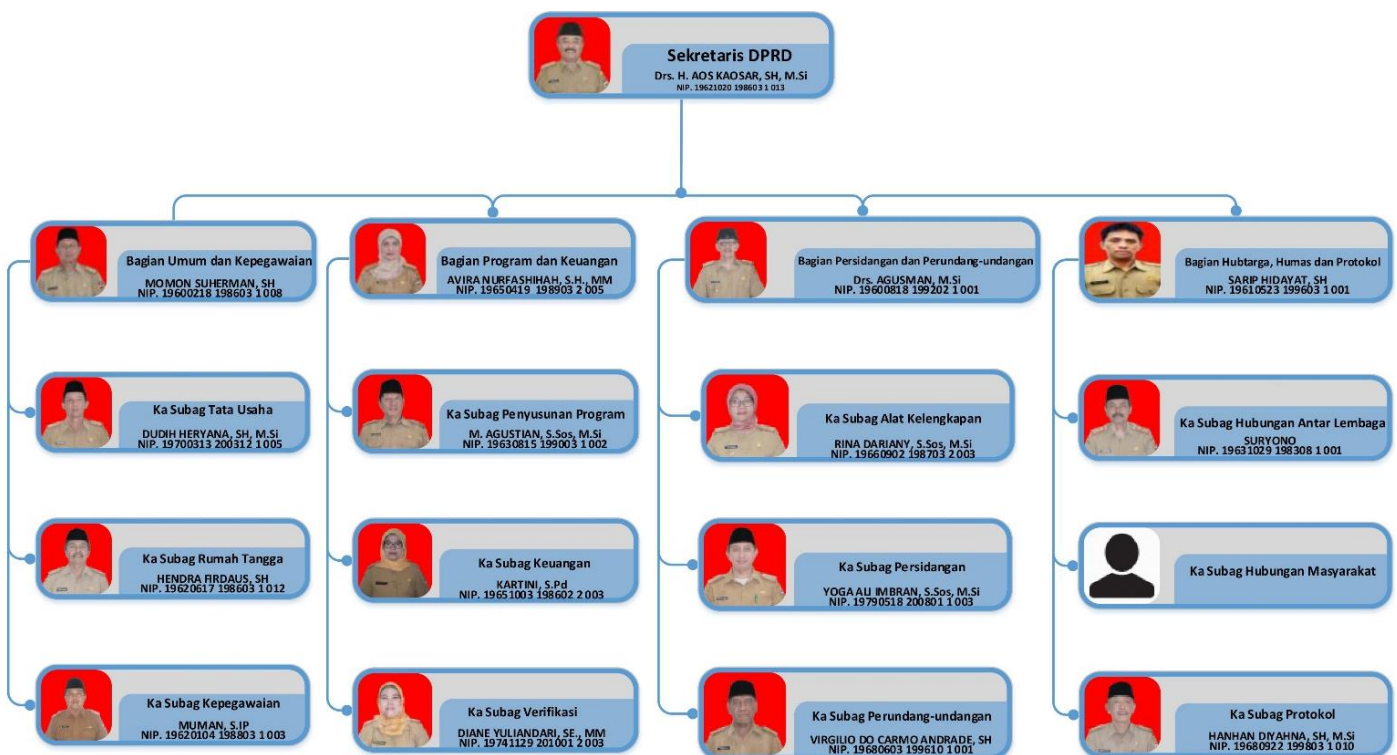 Sekretaris DPRD
Drs. H. AOS KAOSAR, SH, M.Si
NIP. 19621020 198603 1 013
Bagian Umum dan Kepegawaian
MOMON SUHERMAN, SH
NIP. 19600218 198603 1 008
Bagian Program dan Keuangan
AVIRA NURFASHIHAH, S.H., MM
NIP. 19650419 198903 2 005
Bagian Persidangan dan Perundang-undangan
Drs. AGUSMAN, M.Si
NIP. 19600818 199202 1 001
Bagian Hubtarga, Humas dan Protokol
SARIP HIDAYAT, SH
NIP. 19610523 199603 1 001
Ka Subag Tata Usaha
DUDIH HERYANA, SH, M.Si
NIP. 19700313 200312 1 005
Ka Subag Penyusunan Program
M. AGUSTIAN, S.Sos, M.Si
NIP. 19630815 199003 1 002
Ka Subag Alat Kelengkapan
RINA DARIANY, S.Sos, M.Si
NIP. 19660902 198703 2 003
Ka Subag Hubungan Antar Lembaga
SURYONO
NIP. 19631029 198308 1 001
Ka Subag Rumah Tangga
HENDRA FIRDAUS, SH
NIP. 19620617 198603 1 012
Ka Subag Keuangan
KARTINI, S.Pd
NIP. 19651003 198602 2 003
Ka Subag Persidangan
YOGA ALI IMBRAN, S.Sos, M.Si
NIP. 19790518 200801 1 003
Ka Subag Hubungan Masyarakat
Ka Subag Kepegawaian
MUMAN, S.IP
NIP. 19620104 198803 1 003
Ka Subag Verifikasi
DIANE YULIANDARI, SE., MM
NIP. 19741129 201001 2 003
Ka Subag Perundang-undangan
VIRGILIO DO CARMO ANDRADE, SH
NIP. 19680603 199610 1 001
Ka Subag Protokol
HANHAN DIYAHNA, SH, M.Si
NIP. 19680922 199803 1 010